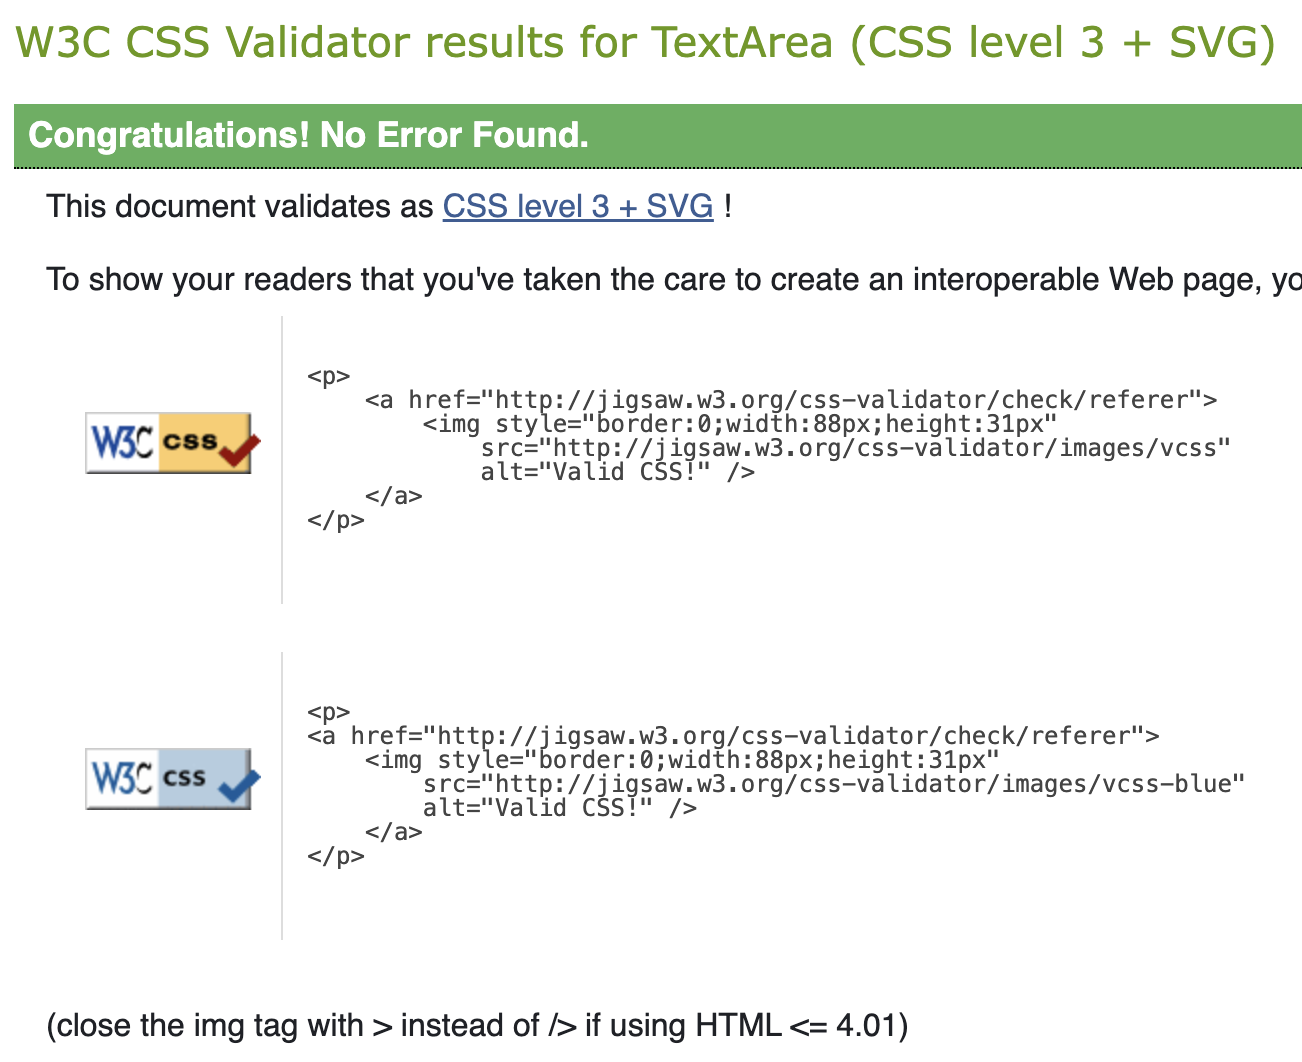 W3C CSS Validator results for TextArea (CSS level 3 + SVG)
Congratulations! No Error Found.
This document validates as CSS level 3 + SVG !
To show your readers that you've taken the care to create an interoperable Web page, yo
<p>
    <a href="http://jigsaw.w3.org/css-validator/check/referer">
        <img style="border:0;width:88px;height:31px"
            src="http://jigsaw.w3.org/css-validator/images/vcss"
            alt="Valid CSS!" />
    </a>
</p>
W3C css
<p>
<a href="http://jigsaw.w3.org/css-validator/check/referer">
    <img style="border:0;width:88px;height:31px"
        src="http://jigsaw.w3.org/css-validator/images/vcss-blue"
        alt="Valid CSS!" />
    </a>
</p>
W3C css
(close the img tag with > instead of /> if using HTML <= 4.01)